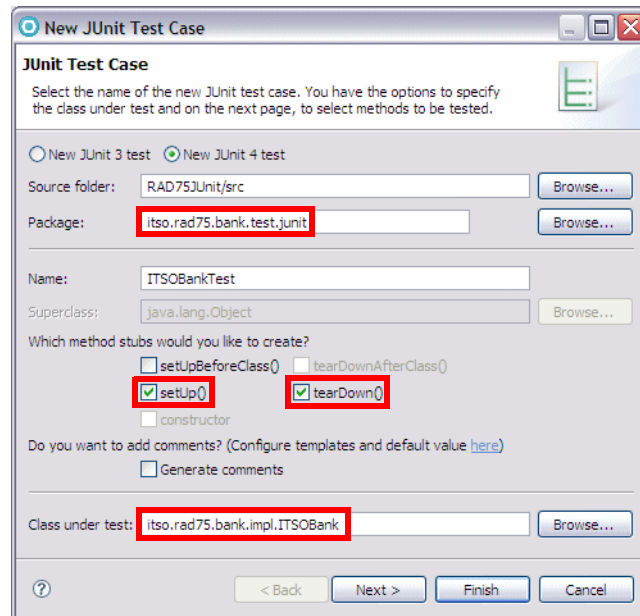 New JUnit Test Case
JUnit Test Case
Select the name of the new JUnit test case. You have the options to specify
the class under test and on the next page, to select methods to be tested.
New JUnit 3 test New JUnit 4 test
Source folder: RAD75JUnit/src Browse...
Package: itso.rad75.bank.test.junit Browse...
Name: ITSOBankTest
Superclass: java.lang.Object Browse...
Which method stubs would you like to create?
setUpBeforeClass() tearDownAfterClass()
setUp() tearDown()
constructor
Do you want to add comments? (Configure templates and default value here)
Generate comments
Class under test: itso.rad75.bank.impl.ITSOBank Browse...
? < Back Next > Finish Cancel